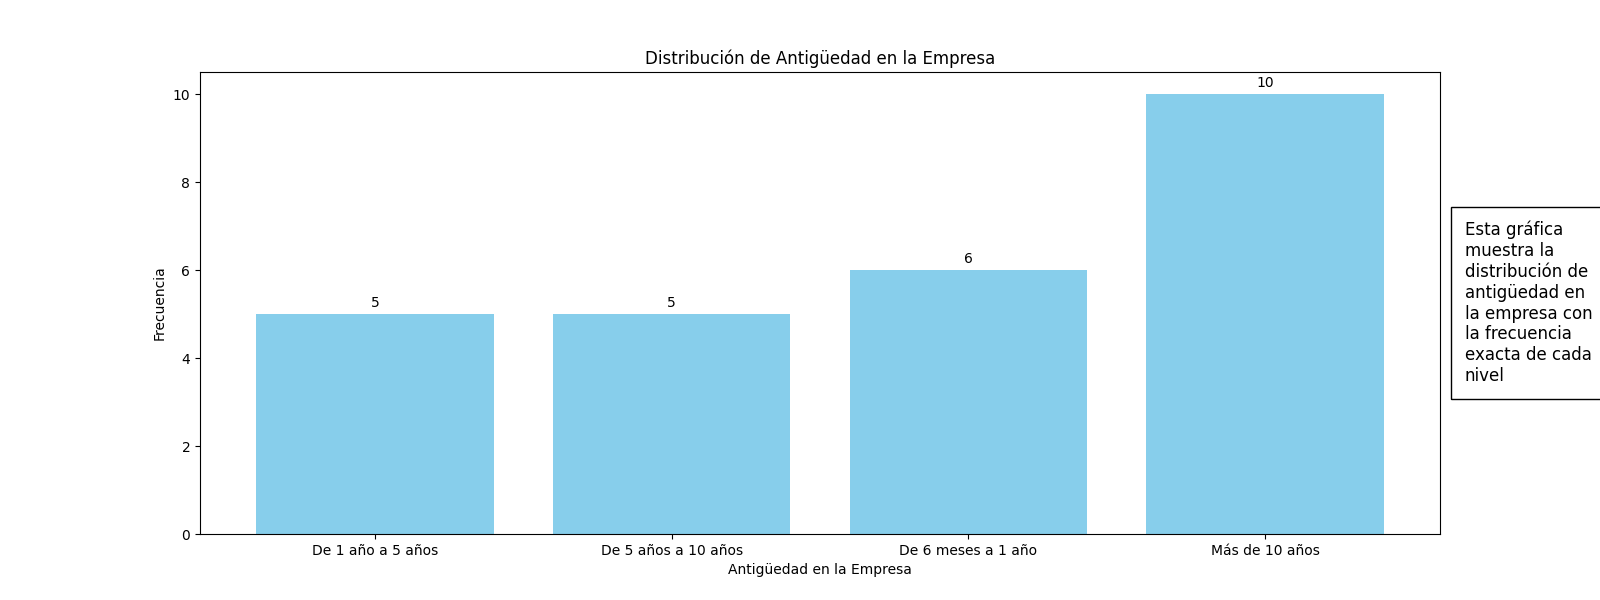 Distribución de Antigüedad en la Empresa
Frecuencia
10
8
6
4
2
0
5
5
6
10
De 1 año a 5 años
De 5 años a 10 años
De 6 meses a 1 año
Más de 10 años
Antigüedad en la Empresa
Esta gráfica
muestra la
distribución de
antigüedad en
la empresa con
la frecuencia
exacta de cada
nivel